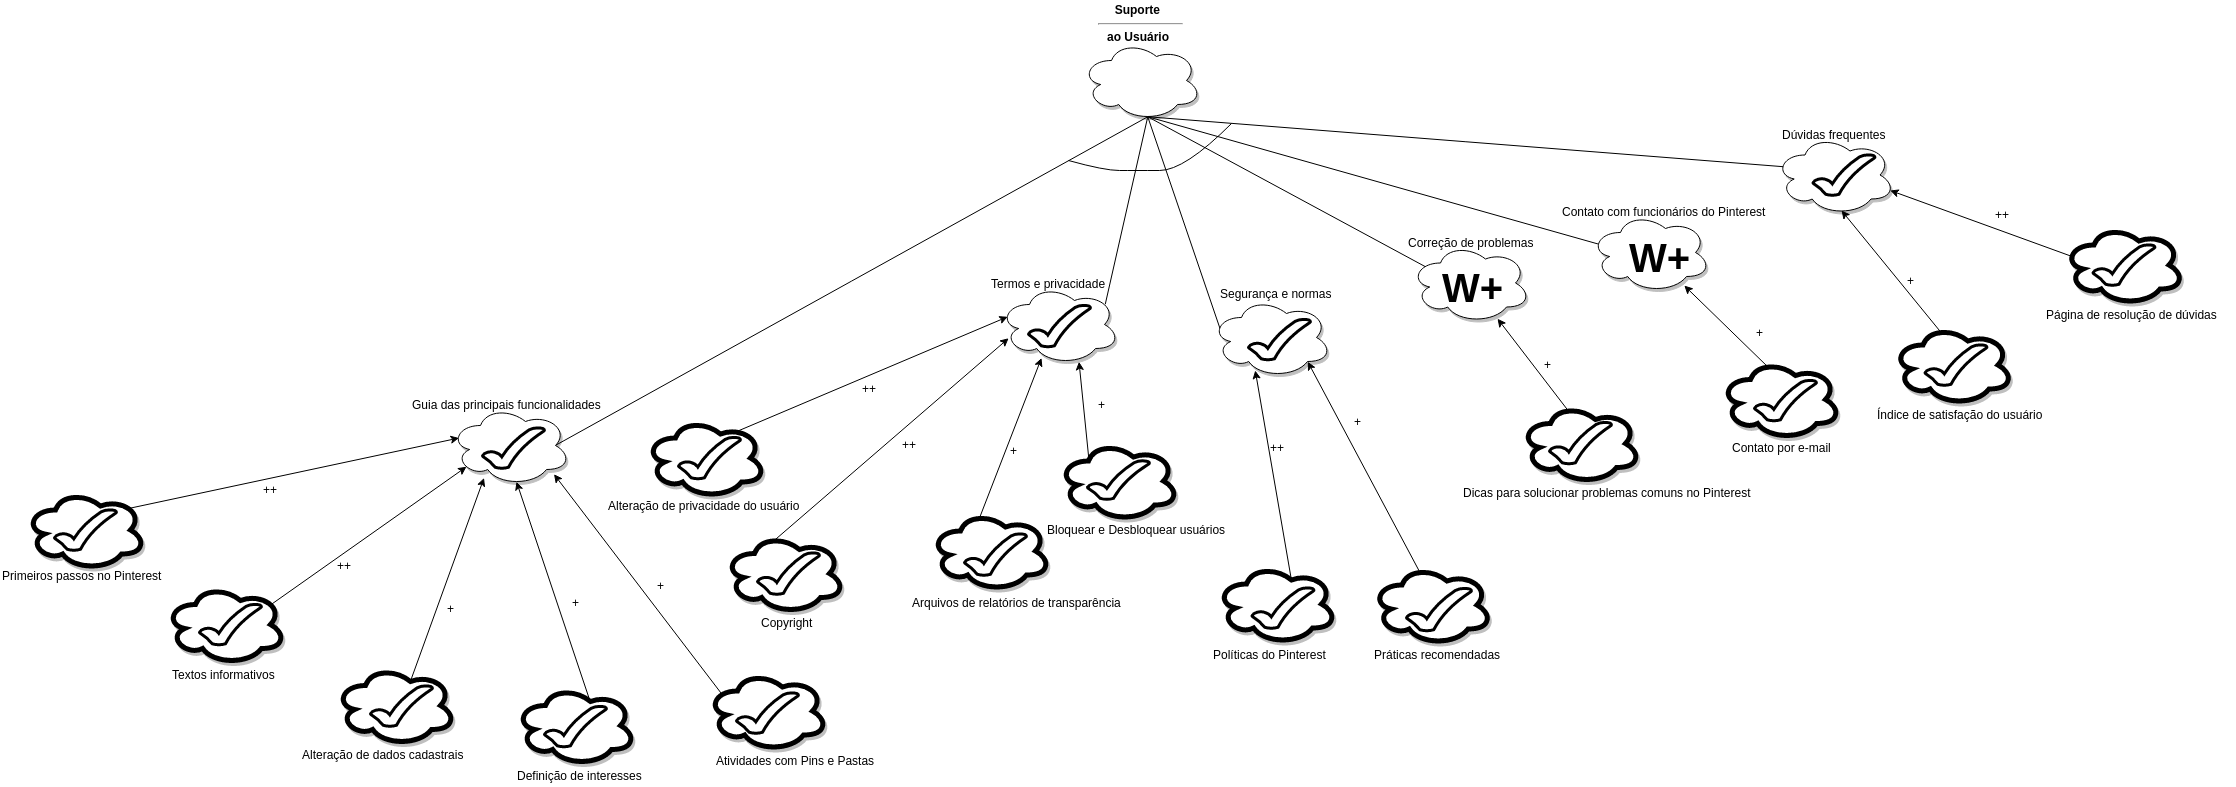 Suporte
ao Usuário
Dúvidas frequentes
Contato com funcionários do Pinterest
++
Correção de problemas
W+
+
W+
Termos e privacidade
Segurança e normas
Página de resolução de dúvidas
+
+
++
Guia das principais funcionalidades
+
Índice de satisfação do usuário
+
++
++
Contato por e-mail
+
++
Dicas para solucionar problemas comuns no Pinterest
Alteração de privacidade do usuário
Bloquear e Desbloquear usuários
++
Primeiros passos no Pinterest
+
+
+
Arquivos de relatórios de transparência
Copyright
Políticas do Pinterest
Práticas recomendadas
Textos informativos
Alteração de dados cadastrais
Atividades com Pins e Pastas
Definição de interesses